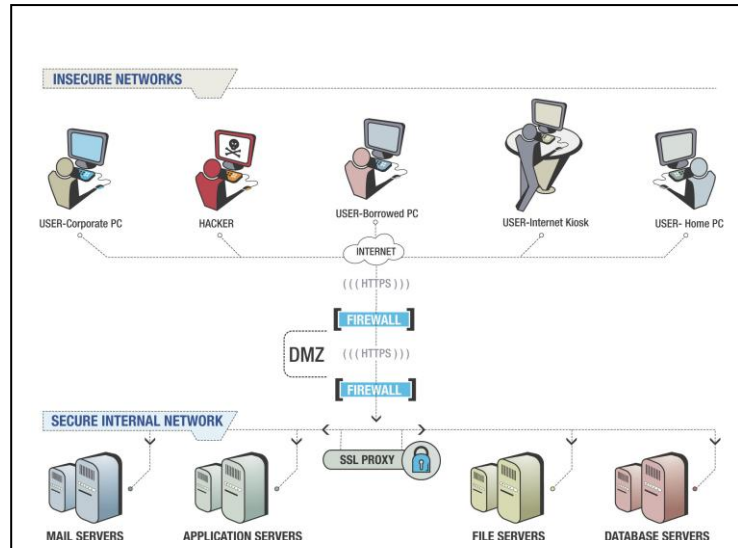 INSECURE NETWORKS
USER-Corporate PC
HACKER
USER-Borrowed PC
USER-Internet Kiosk
USER- Home PC
INTERNET
(((HTTPS)))
[FIREWALL]
DMZ
(((HTTPS)))
[FIREWALL]
SECURE INTERNAL NETWORK
SSL PROXY
MAIL SERVERS
APPLICATION SERVERS
FILE SERVERS
DATABASE SERVERS